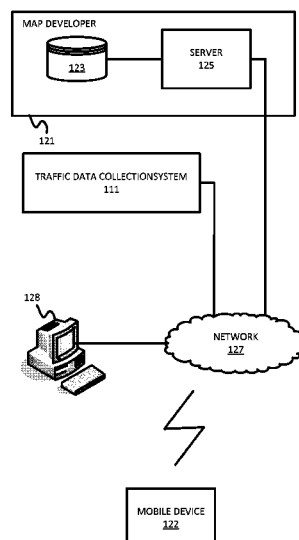 MAP DEVELOPER
123
SERVER
125
121
TRAFFIC DATA COLLECTIONSYSTEM
111
128
NETWORK
127
MOBILE DEVICE
122